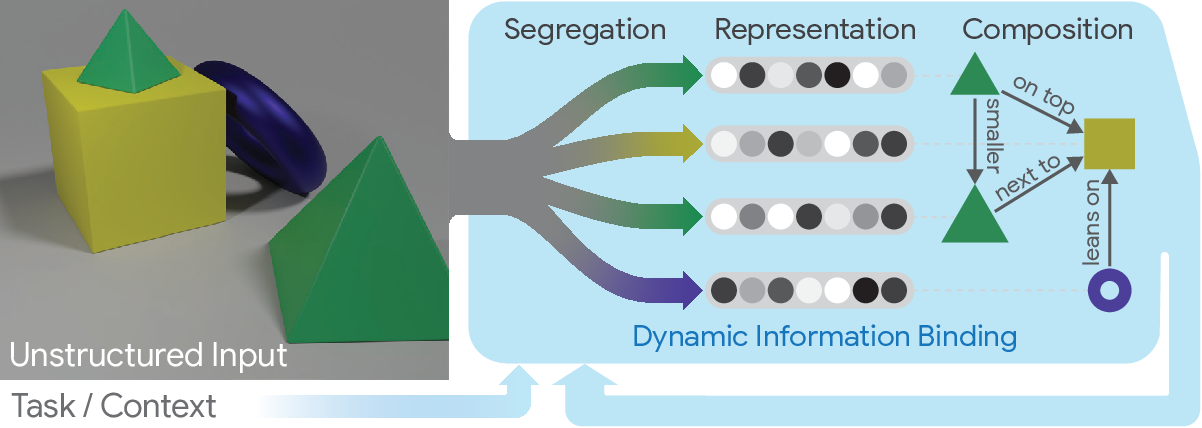 Segregation
Representation
Composition
on top
smaller
next to
leans on
Dynamic Information Binding
Unstructured Input
Task / Context